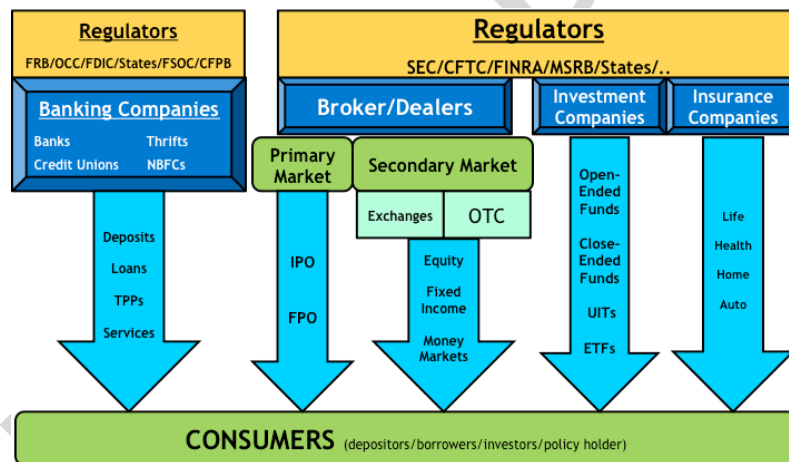 Regulators
FRB/OCC/FDIC/States/FSOC/CFPB
Banking Companies
Banks Thrifts
Credit Unions NBFCs
Deposits
Loans
TPPs
Services
Regulators
SEC/CFTC/FINRA/MSRB/States/..
Broker/Dealers
Primary
Market
IPO
FPO
Secondary Market
Exchanges OTC
Equity
Fixed
Income
Money
Markets
Investment
Companies
Open-
Ended
Funds
Close-
Ended
Funds
UITs
ETFs
Insurance
Companies
Life
Health
Home
Auto
CONSUMERS (depositors/borrowers/investors/policy holder)